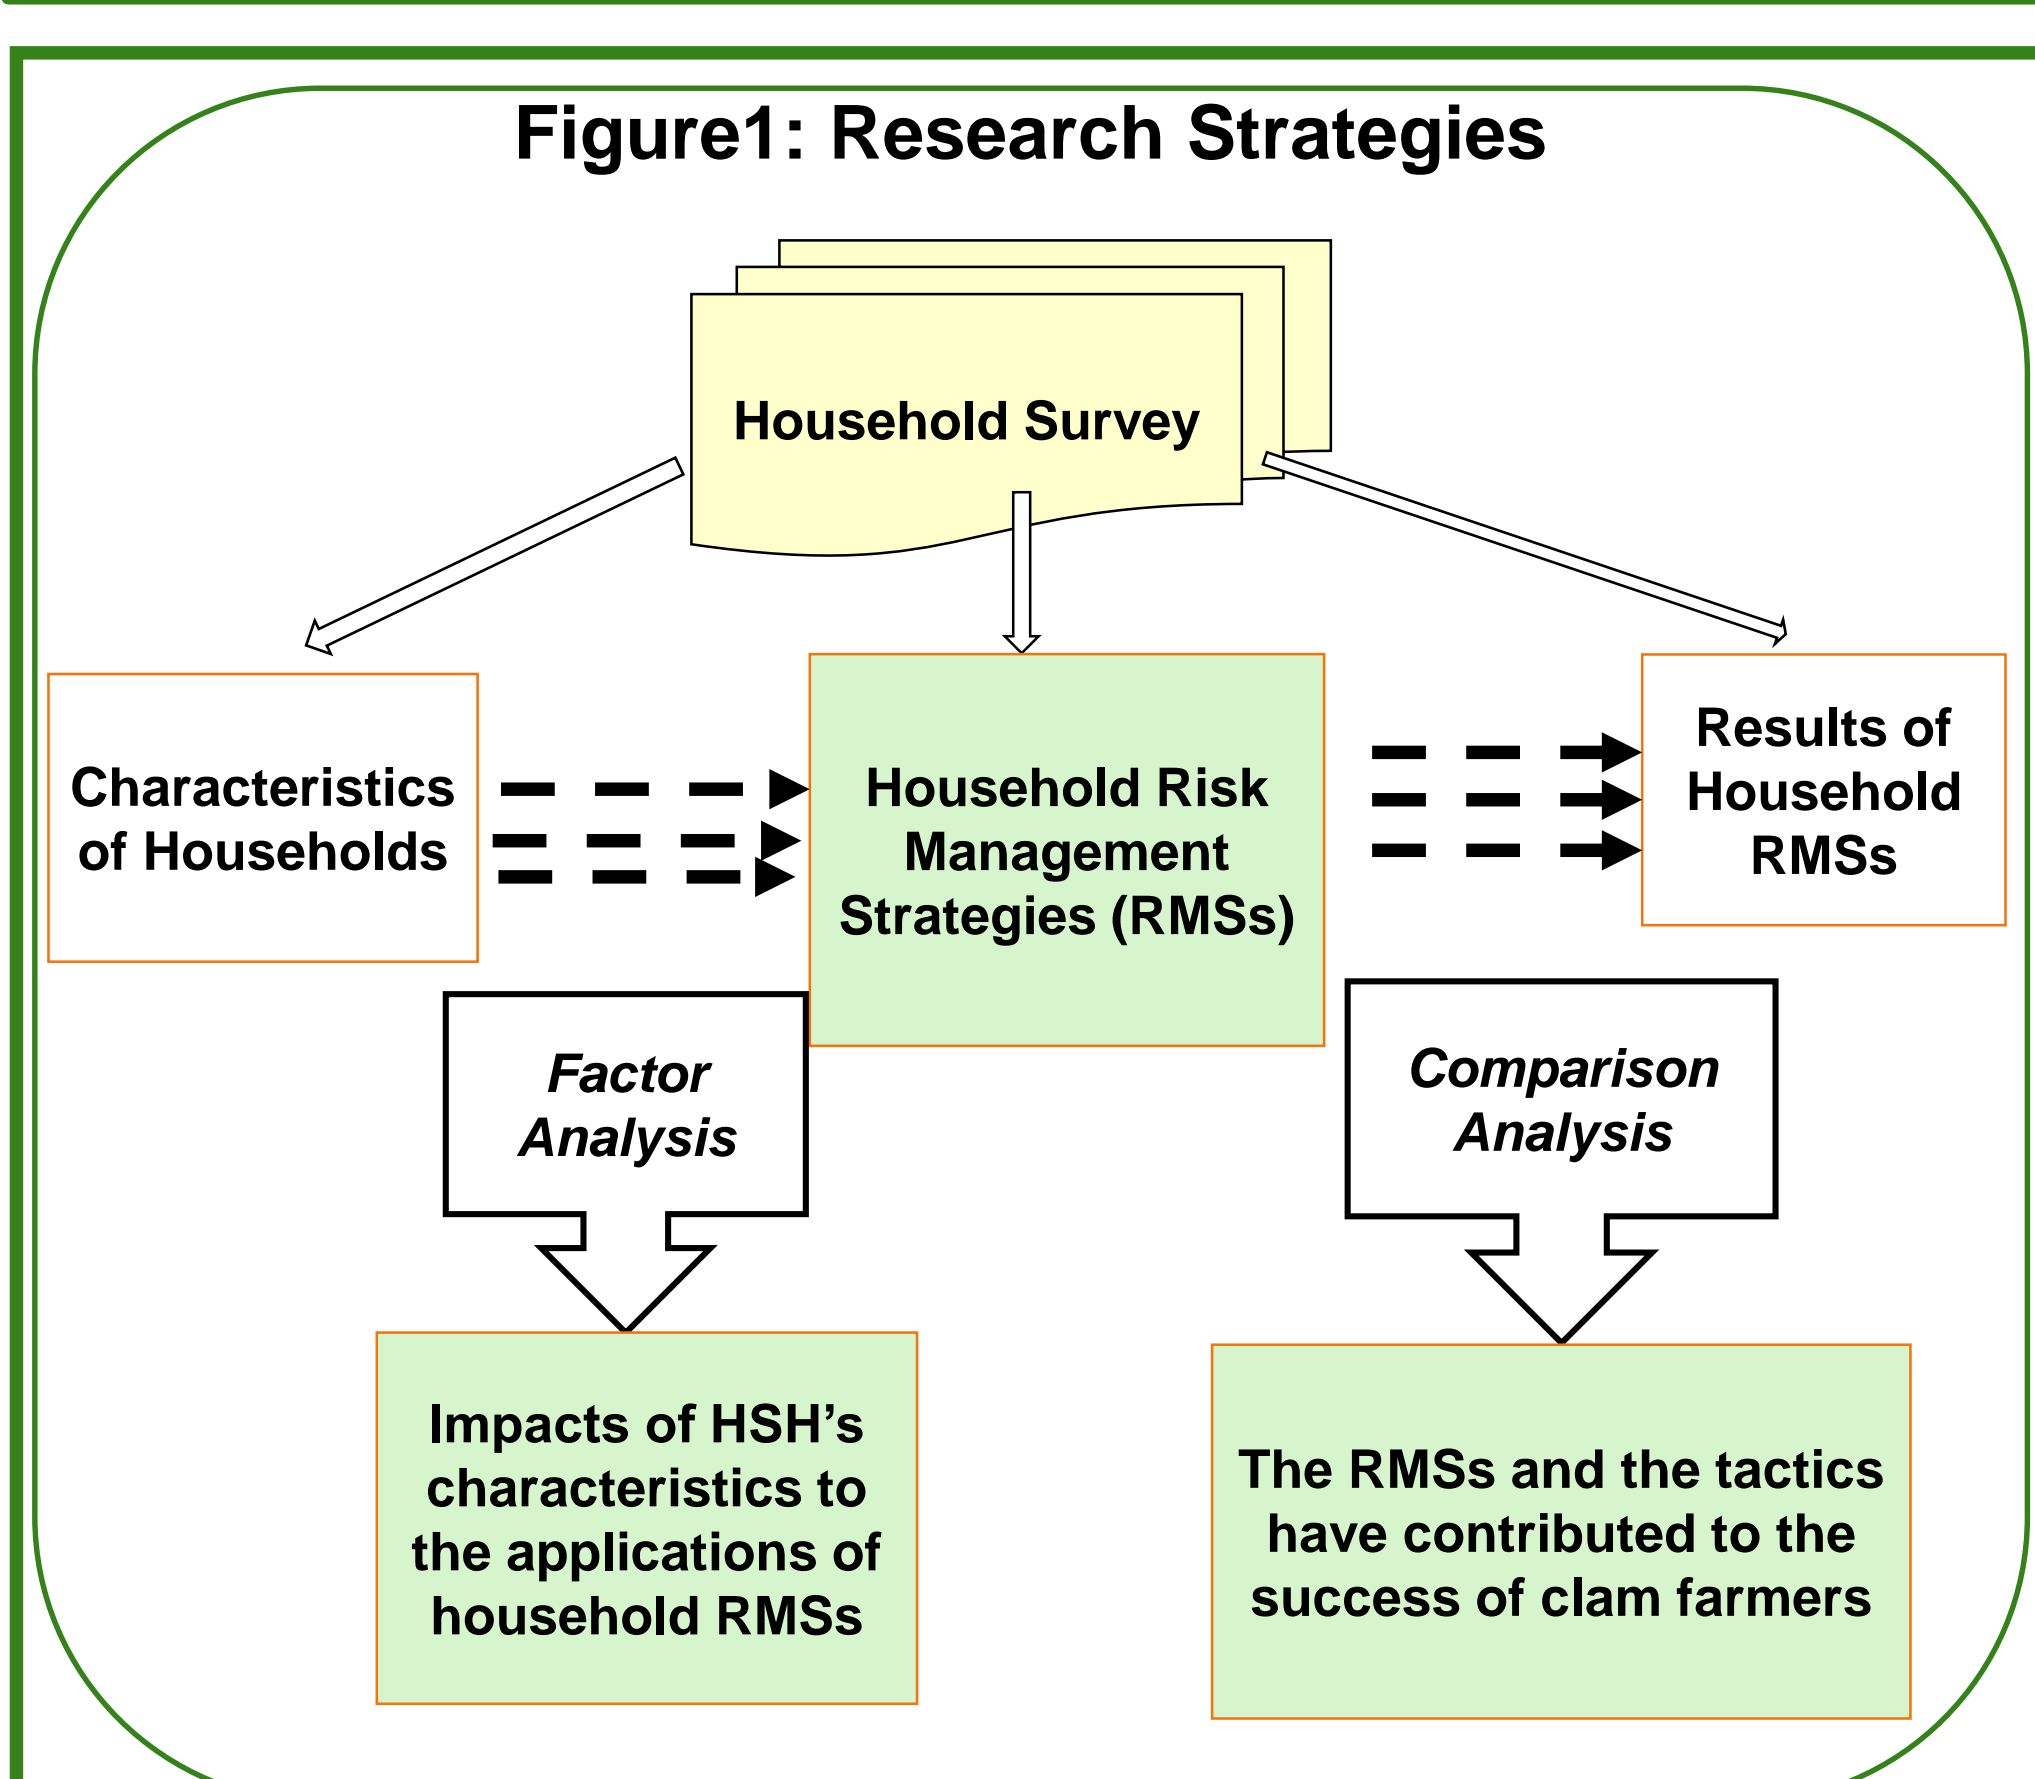 Figure1: Research Strategies
Household Survey
Characteristics
of Households
Household Risk
Management
Strategies (RMSs)
Results of
Household
RMSs
Factor
Analysis
Comparison
Analysis
Impacts of HSH’s
characteristics to
the applications of
household RMSs
The RMSs and the tactics
have contributed to the
success of clam farmers